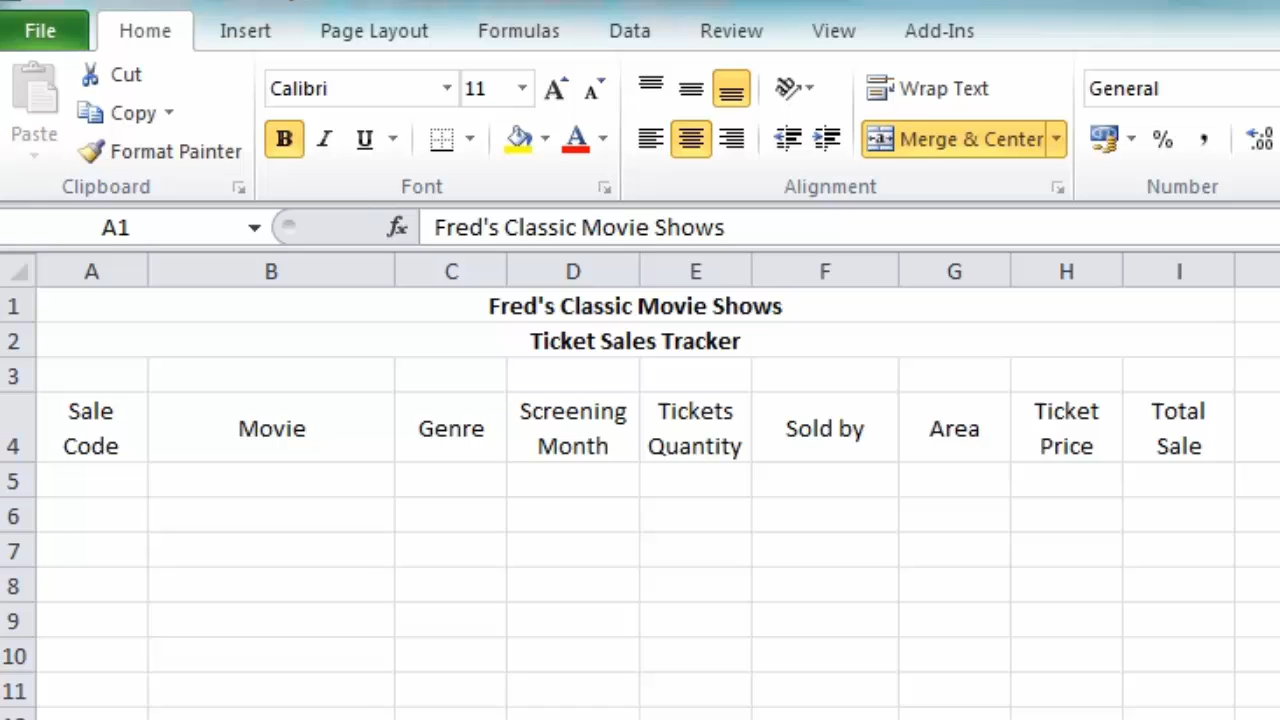 File Home Insert Page Layout Formulas Data Review View Add-Ins
Paste
Cut
Copy
Format Painter
Clipboard
Calibri 11 A A
B I U A
Font
Wrap Text
Merge & Center
Alignment
General
% , .00
Number
A1 fx Fred's Classic Movie Shows
A B C D E F G H I
1 Fred's Classic Movie Shows
2 Ticket Sales Tracker
3
Sale Screening Tickets Ticket Total
Movie Genre Sold by Area
4 Code Month Quantity Price Sale
5
6
7
8
9
10
11